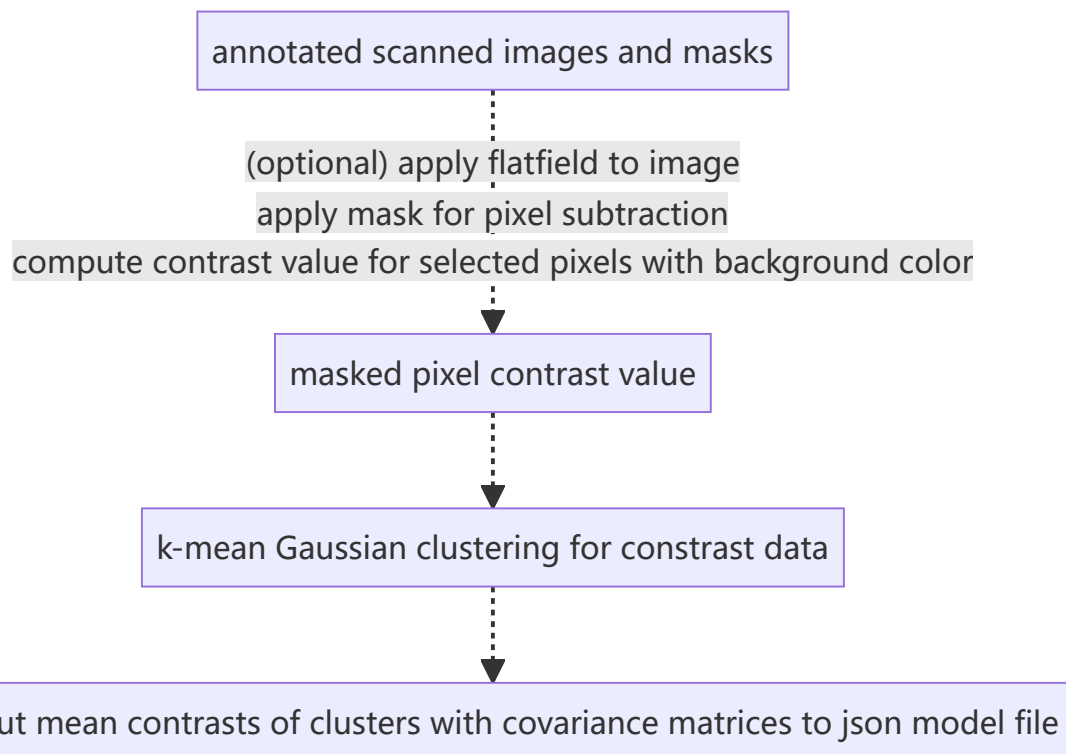 annotated scanned images and masks
(optional) apply flatfield to image
apply mask for pixel subtraction
compute contrast value for selected pixels with background color
masked pixel contrast value
k-mean Gaussian clustering for constrast data
mean contrasts of clusters with covariance matrices to json model file